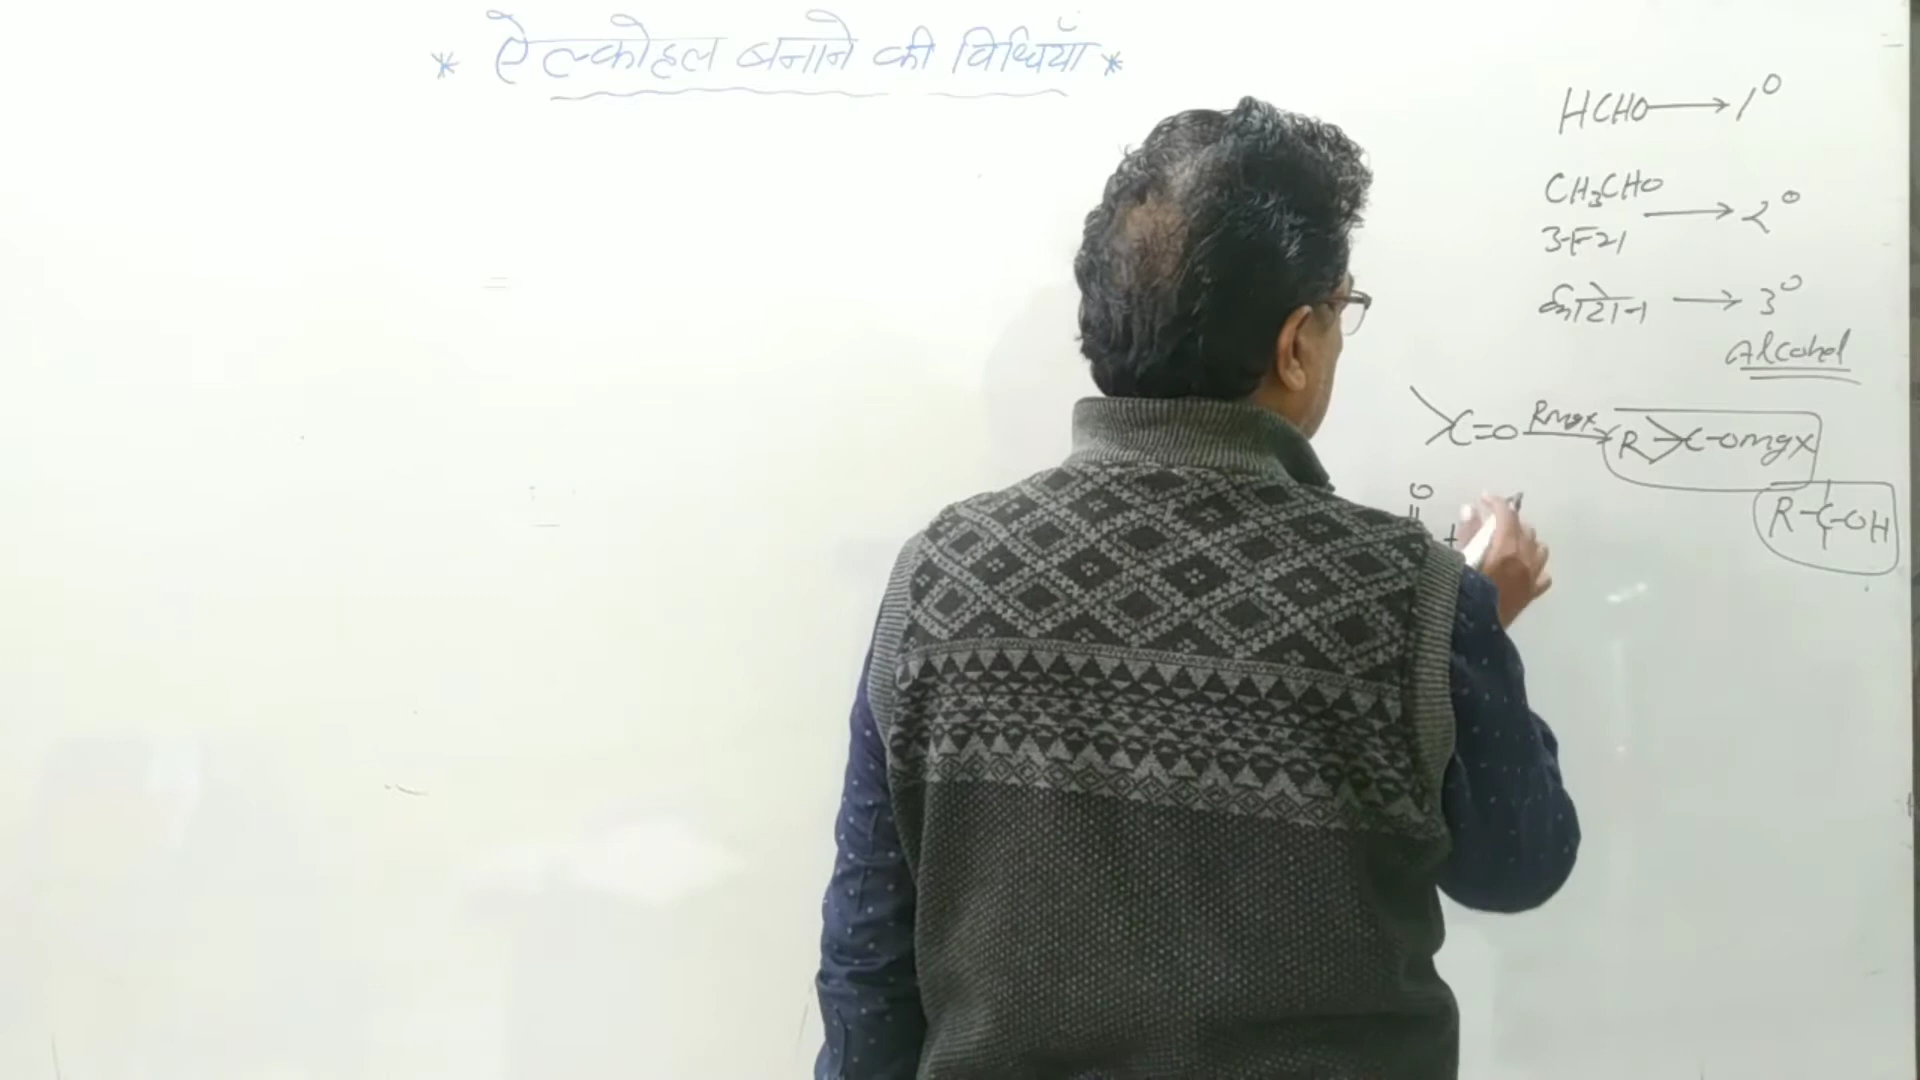 * ऐल्कोहल बनाने की विधियाँ *
HCHO → 1°
CH₃CHO
→ 2°
अन्य
कीटोन → 3°
Alcohol
C=O RMgX → R C-OMgX
O
R-C-OH
+